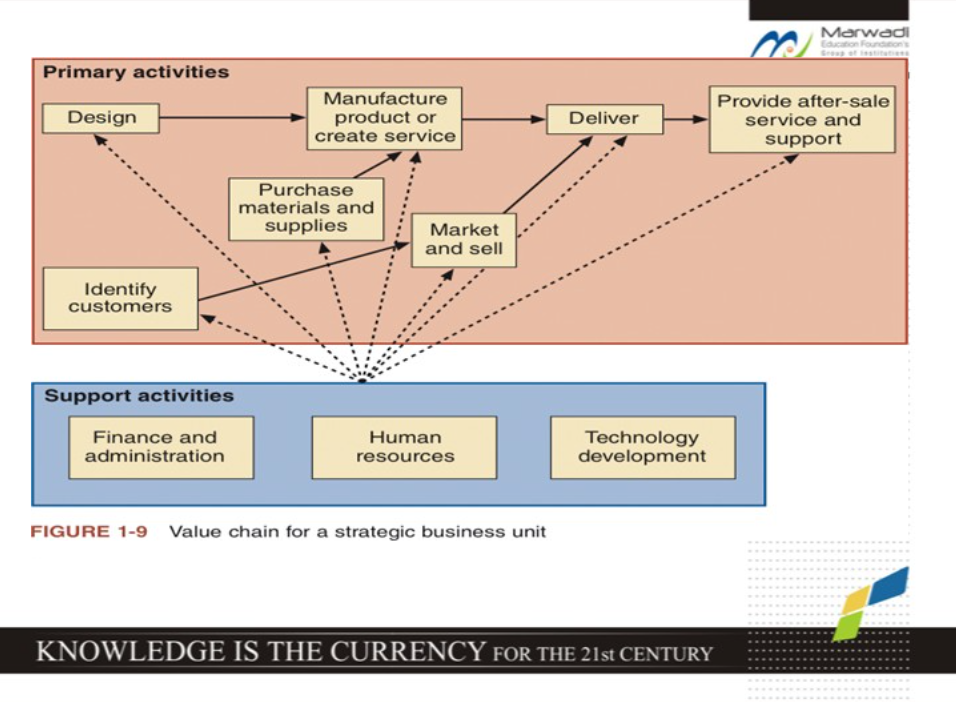 Marwadi
Education Foundation's
Group of Institutions
Primary activities
Design
Manufacture
product or
create service
Deliver
Provide after-sale
service and
support
Purchase
materials and
supplies
Market
and sell
Identify
customers
Support activities
Finance and
administration
Human
resources
Technology
development
FIGURE 1-9 Value chain for a strategic business unit
KNOWLEDGE IS THE CURRENCY FOR THE 21st CENTURY